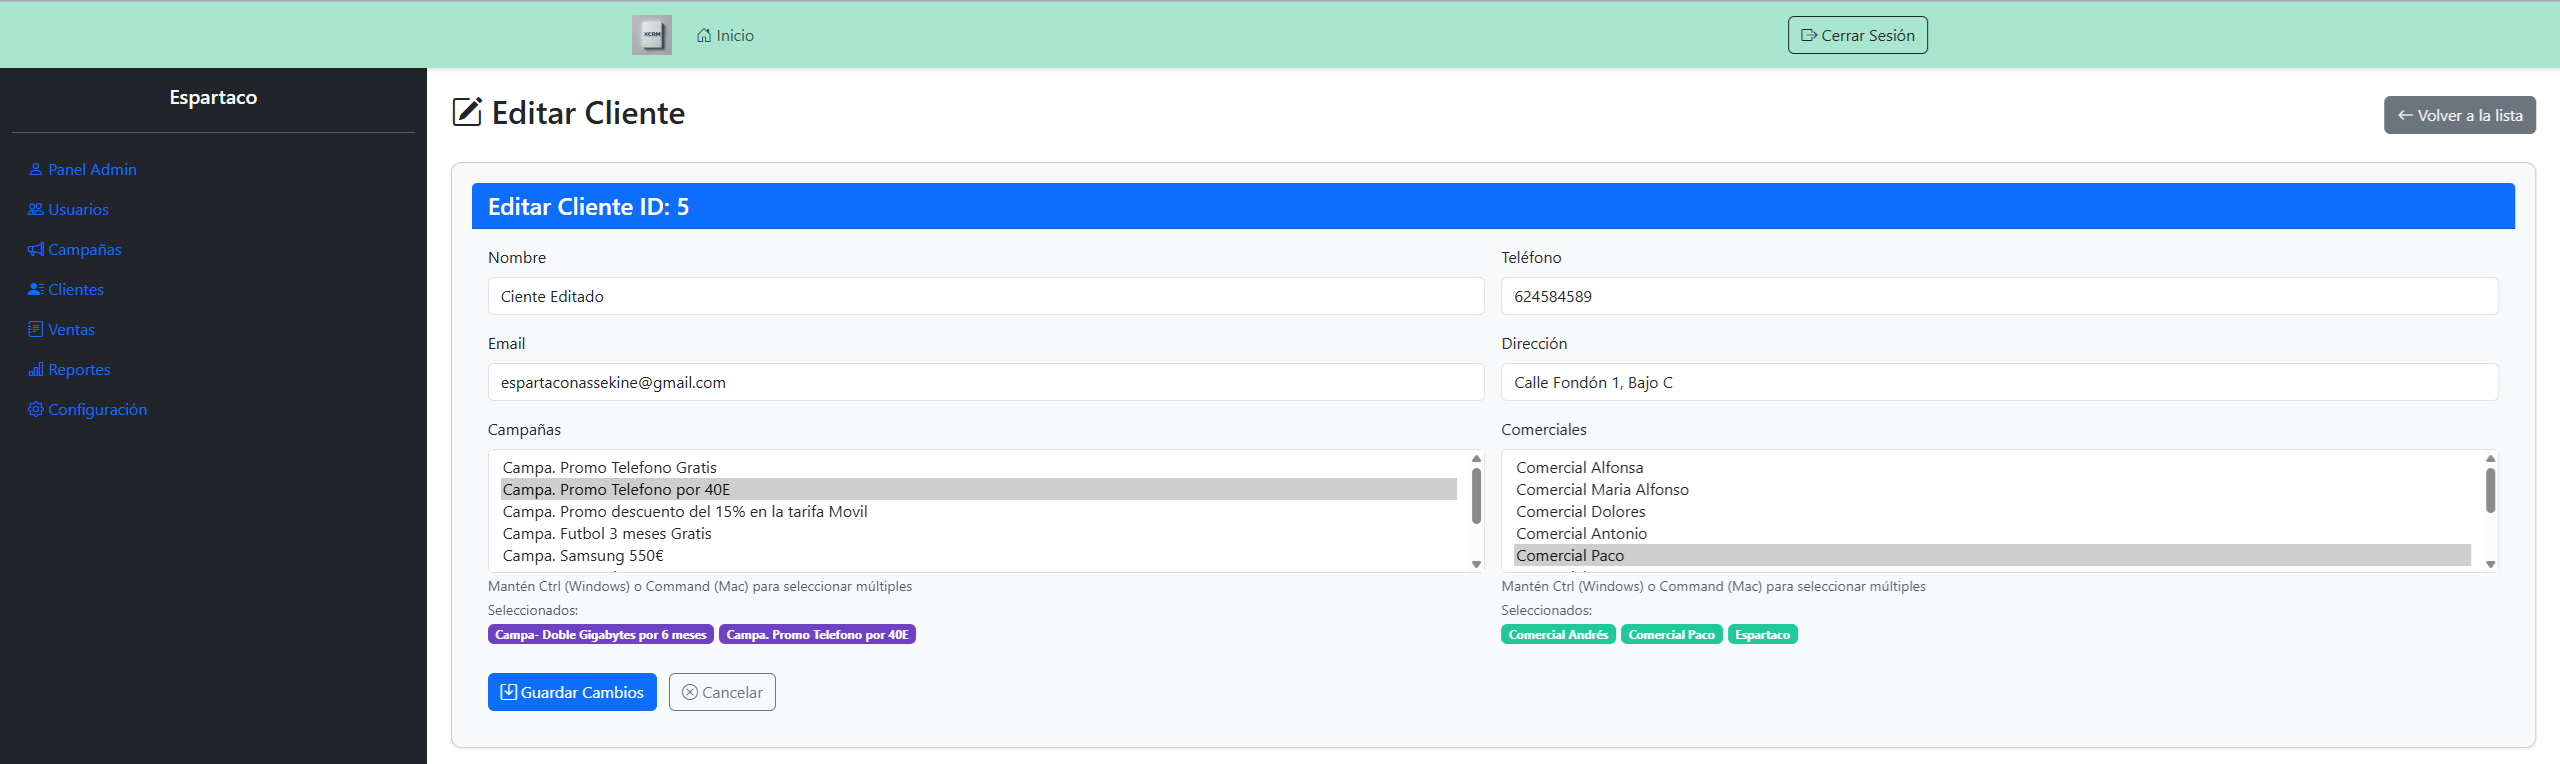 XCRM
Inicio
Cerrar Sesión
Espartaco
Panel Admin
Usuarios
Campañas
Clientes
Ventas
Reportes
Configuración
Editar Cliente
Volver a la lista
Editar Cliente ID: 5
Nombre
Ciente Editado
Teléfono
624584589
Email
espartaconassekine@gmail.com
Dirección
Calle Fondón 1, Bajo C
Campañas
Campa. Promo Telefono Gratis
Campa. Promo Telefono por 40E
Campa. Promo descuento del 15% en la tarifa Movil
Campa. Futbol 3 meses Gratis
Campa. Samsung 550€
Mantén Ctrl (Windows) o Command (Mac) para seleccionar múltiples
Seleccionados:
Campa- Doble Gigabytes por 6 meses
Campa. Promo Telefono por 40E
Comerciales
Comercial Alfonsa
Comercial Maria Alfonso
Comercial Dolores
Comercial Antonio
Comercial Paco
Mantén Ctrl (Windows) o Command (Mac) para seleccionar múltiples
Seleccionados:
Comercial Andrés
Comercial Paco
Espartaco
Guardar Cambios
Cancelar